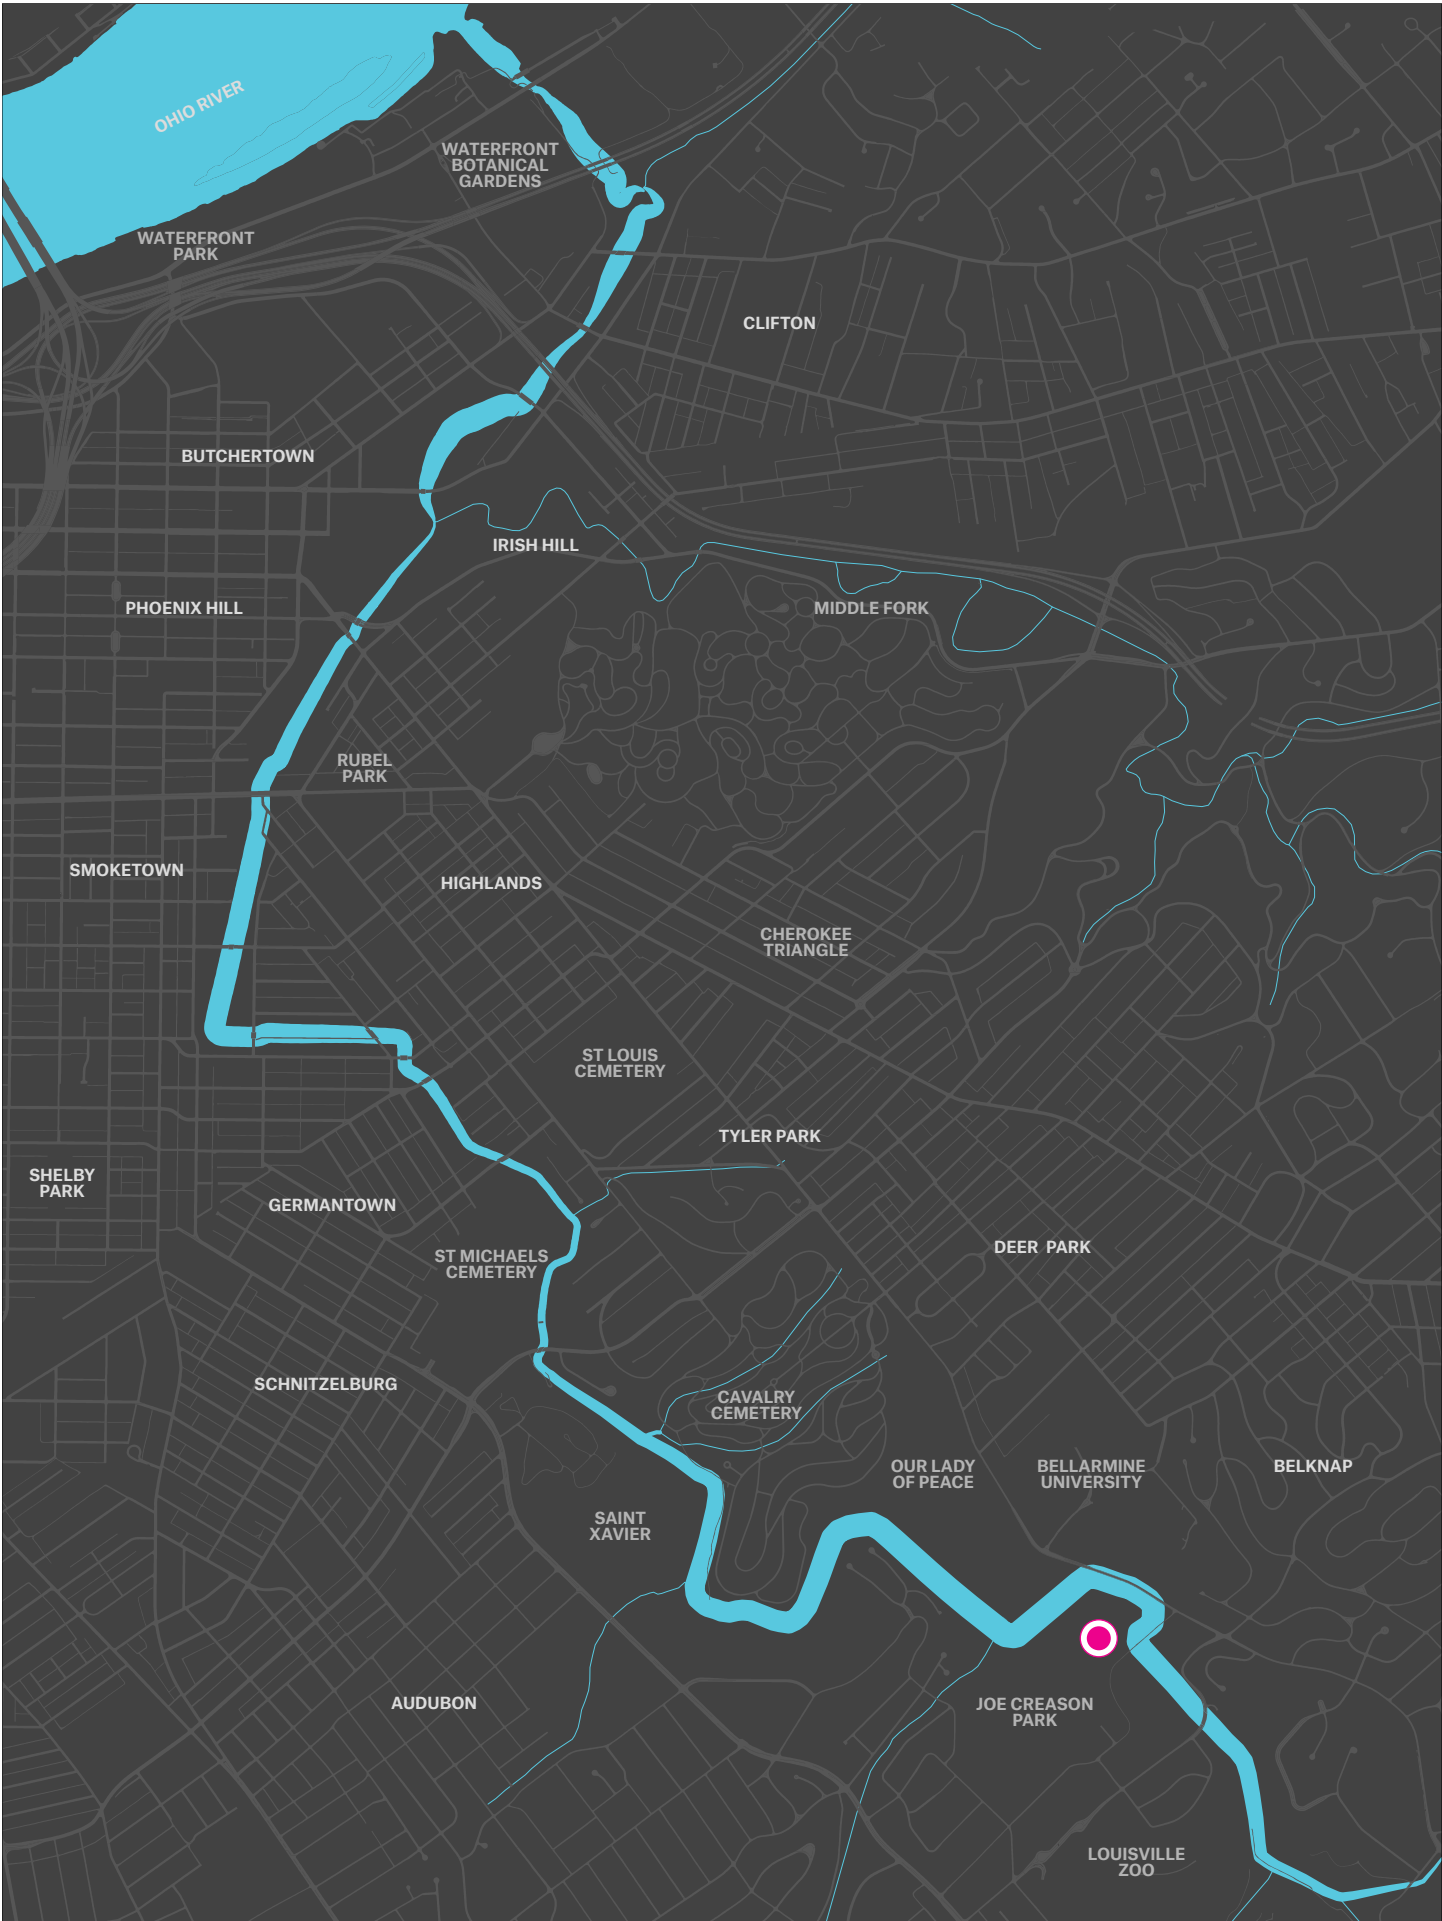 OHIO RIVER
WATERFRONT
BOTANICAL
GARDENS
WATERFRONT
PARK
CLIFTON
BUTCHERTOWN
IRISH HILL
PHOENIX HILL
MIDDLE FORK
RUBEL
PARK
SMOKETOWN
HIGHLANDS
CHEROKEE
TRIANGLE
ST LOUIS
CEMETERY
TYLER PARK
SHELBY
PARK
GERMANTOWN
ST MICHAELS
CEMETERY
DEER PARK
SCHNITZELBURG
CAVALRY
CEMETERY
OUR LADY
OF PEACE
BELLARMINE
UNIVERSITY
BELKNAP
SAINT
XAVIER
AUDUBON
JOE CREASON
PARK
LOUISVILLE
ZOO